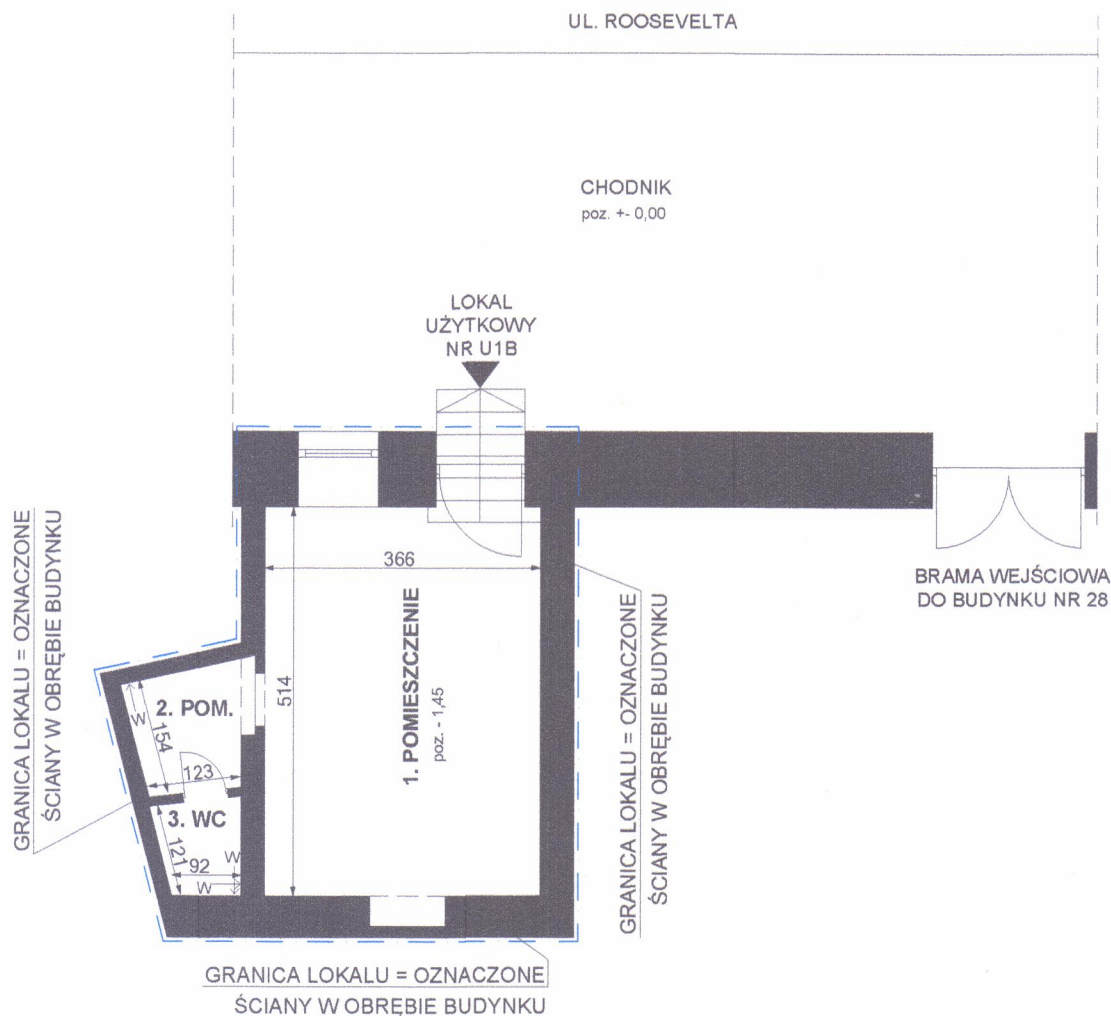 UL. ROOSEVELTA
CHODNIK
poz. +- 0,00
LOKAL
UŻYTKOWY
NR U1B
BRAMA WEJŚCIOWA
DO BUDYNKU NR 28
GRANICA LOKALU = OZNACZONE
ŚCIANY W OBRĘBIE BUDYNKU
366
514
1. POMIESZCZENIE
poz. - 1,45
GRANICA LOKALU = OZNACZONE
ŚCIANY W OBRĘBIE BUDYNKU
W
2. POM.
154
123
3. WC
121
92
W
W
GRANICA LOKALU = OZNACZONE
ŚCIANY W OBRĘBIE BUDYNKU